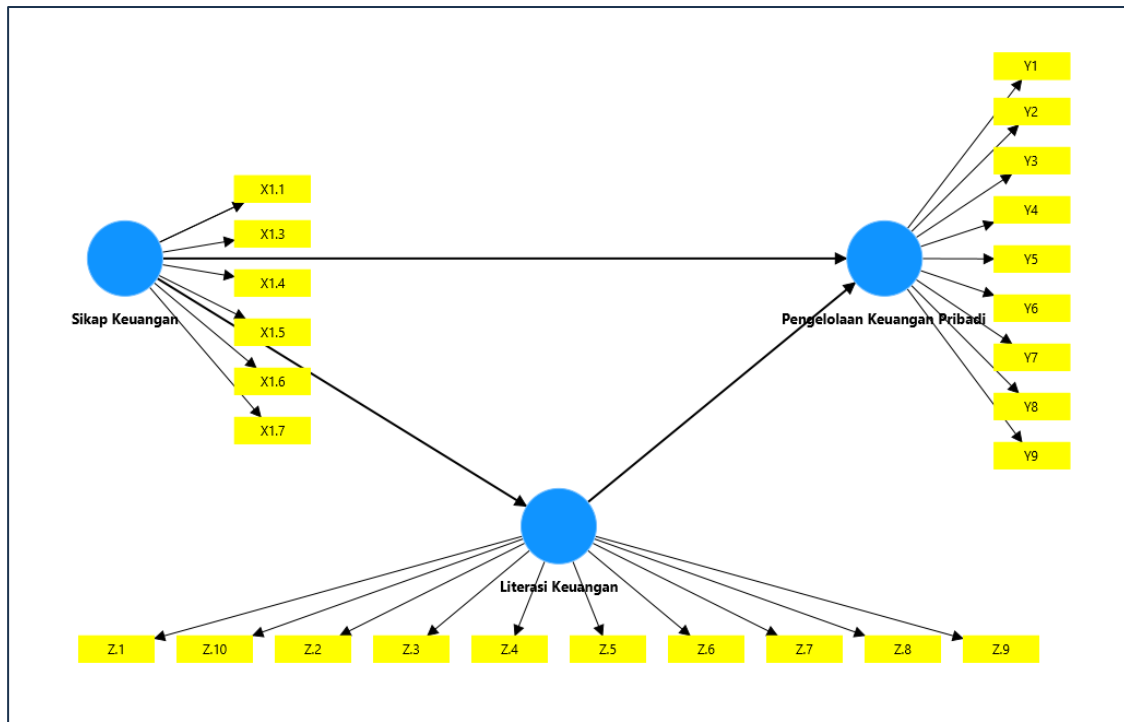 Y1
Y2
Y3
X1.1
Y4
X1.3
Y5
X1.4
Y6
Sikap Keuangan
Pengelolaan Keuangan Pribadi
X1.5
Y7
X1.6
Y8
X1.7
Y9
Literasi Keuangan
Z.1
Z.10
Z.2
Z.3
Z.4
Z.5
Z.6
Z.7
Z.8
Z.9